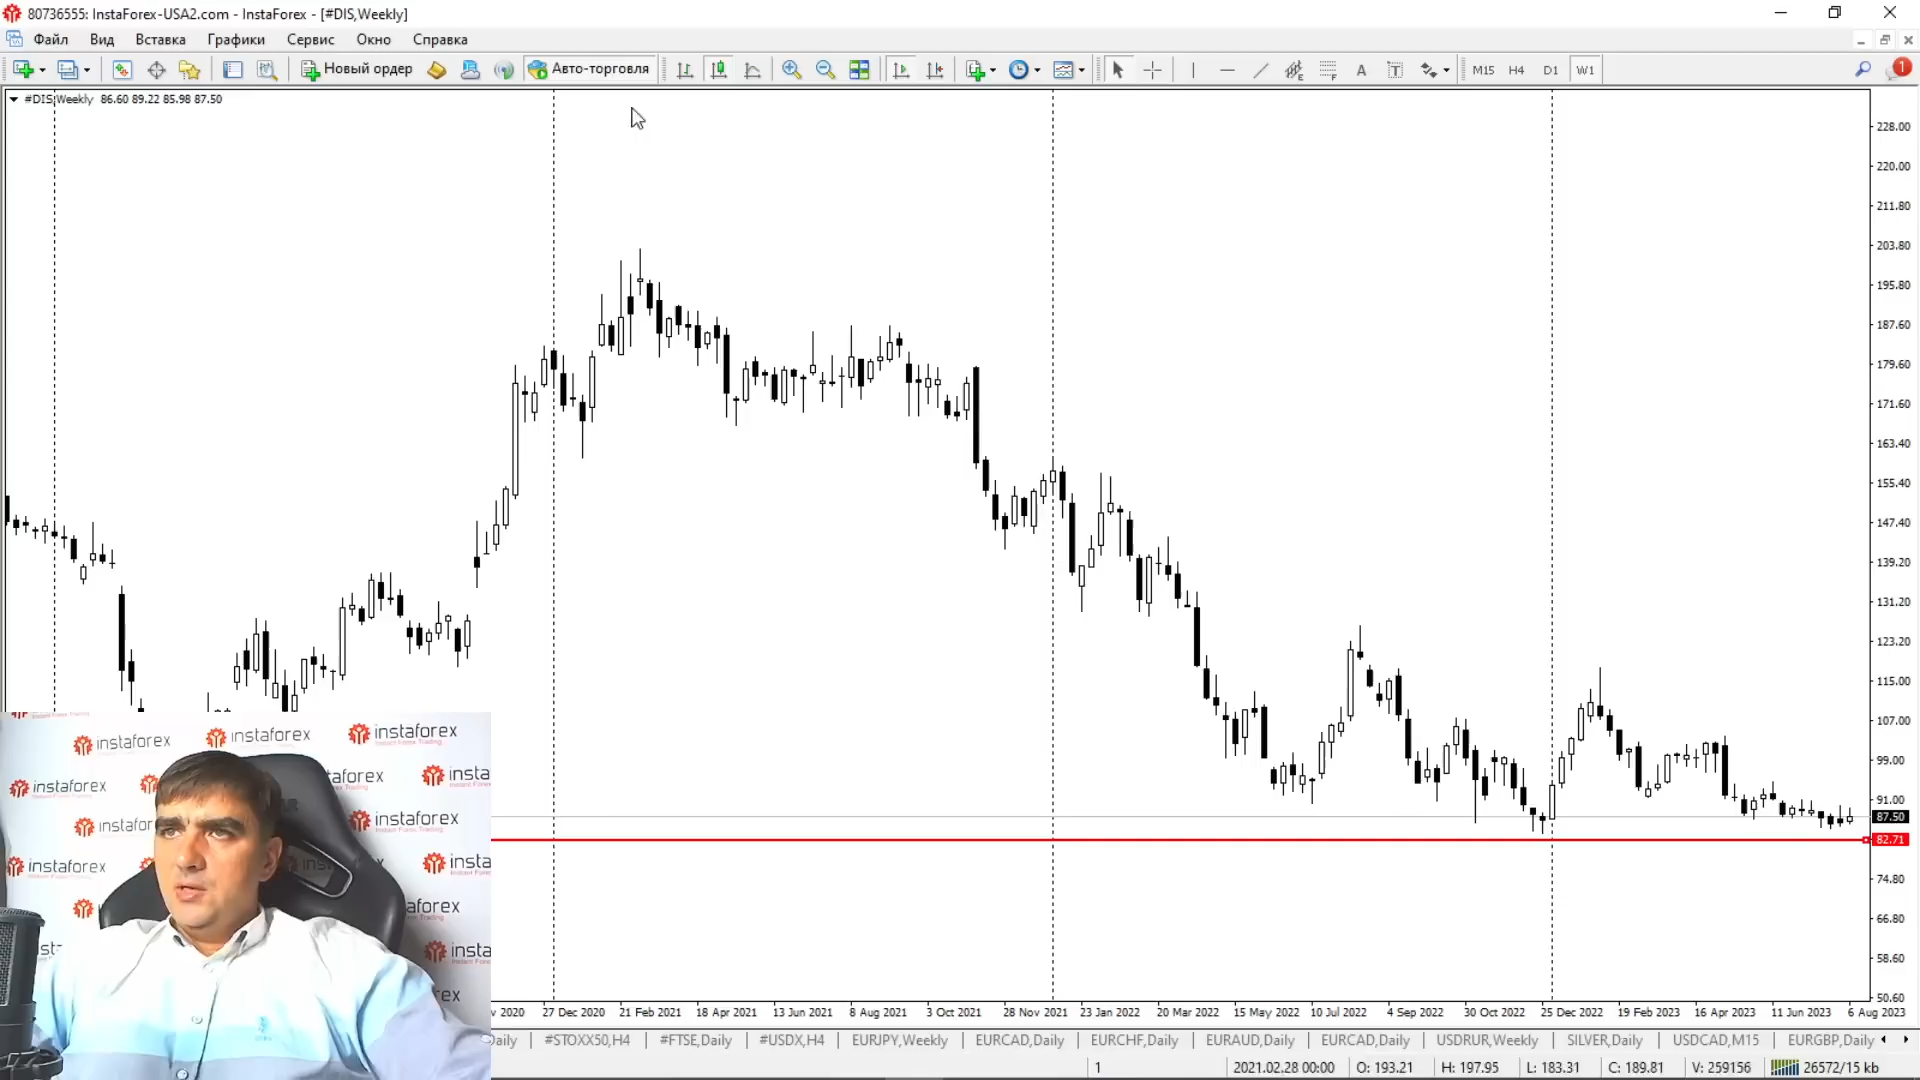 80736555: InstaForex-USA2.com - InstaForex - [#DIS,Weekly]
Файл Вид Вставка Графики Сервис Окно Справка
Новый ордер Авто-торговля M15 H4 D1 W1 1
#DIS,Weekly 86.60 89.22 85.98 87.50
228.00
220.00
211.80
203.80
195.80
187.60
179.60
171.60
163.40
155.40
147.40
139.20
131.20
123.20
115.00
107.00
99.00
91.00
87.50
82.71
74.80
66.80
58.60
50.60
instaforex instaforex instaforex
Instant Forex Trading
instaforex insta
instaforex
instaforex
insta
insta
v 2020 27 Dec 2020 21 Feb 2021 18 Apr 2021 13 Jun 2021 8 Aug 2021 3 Oct 2021 28 Nov 2021 23 Jan 2022 20 Mar 2022 15 May 2022 10 Jul 2022 4 Sep 2022 30 Oct 2022 25 Dec 2022 19 Feb 2023 16 Apr 2023 11 Jun 2023 6 Aug 2023
Daily #STOXX50,H4 #FTSE,Daily #USDX,H4 EURJPY,Weekly EURCAD,Daily EURCHF,Daily EURAUD,Daily EURCAD,Daily USDRUR,Weekly SILVER,Daily USDCAD,M15 EURGBP,Daily
1 2021.02.28 00:00 O: 193.21 H: 197.95 L: 183.31 C: 189.81 V: 259156 26572/15 kb